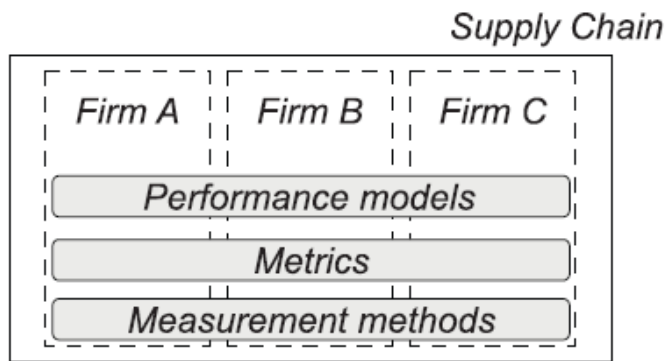 Supply Chain
Firm A Firm B Firm C
Performance models
Metrics
Measurement methods